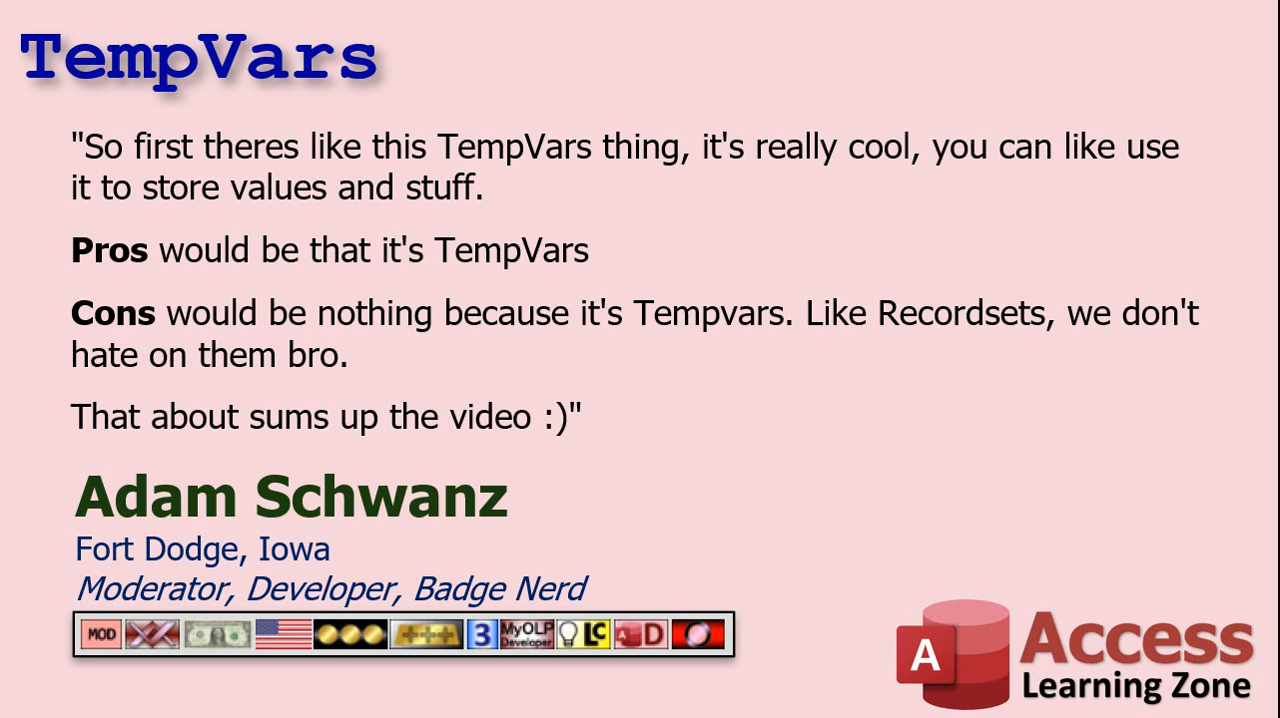 TempVars
"So first theres like this TempVars thing, it's really cool, you can like use
it to store values and stuff.
Pros would be that it's TempVars
Cons would be nothing because it's Tempvars. Like Recordsets, we don't
hate on them bro.
That about sums up the video :)"
Adam Schwanz
Fort Dodge, Iowa
Moderator, Developer, Badge Nerd
MOD 3 MyOLP LC D
Developer
A Access
Learning Zone